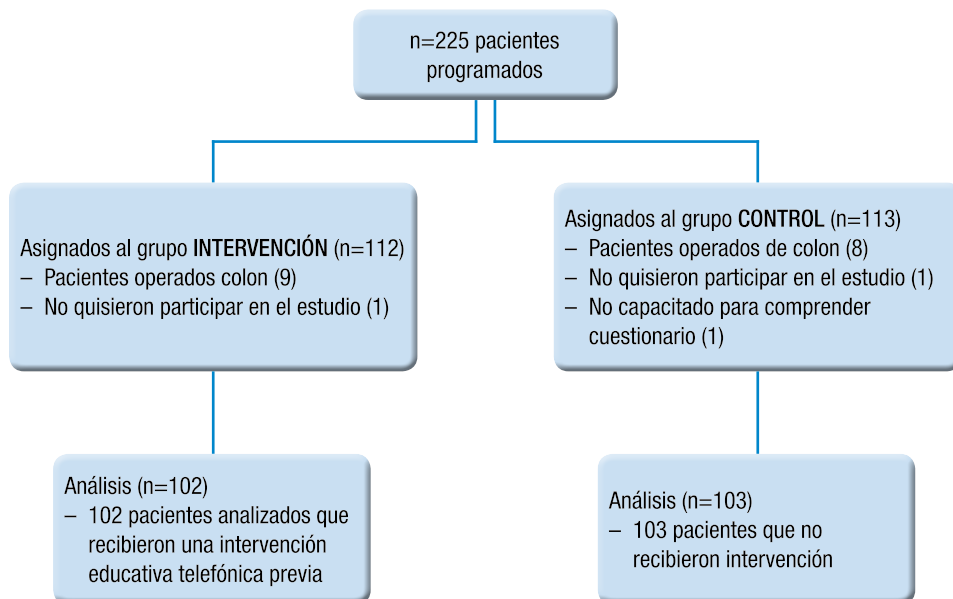 n=225 pacientes
programados
Asignados al grupo INTERVENCIÓN (n=112)
– Pacientes operados colon (9)
– No quisieron participar en el estudio (1)
Asignados al grupo CONTROL (n=113)
– Pacientes operados de colon (8)
– No quisieron participar en el estudio (1)
– No capacitado para comprender
cuestionario (1)
Análisis (n=102)
– 102 pacientes analizados que
recibieron una intervención
educativa telefónica previa
Análisis (n=103)
– 103 pacientes que no
recibieron intervención